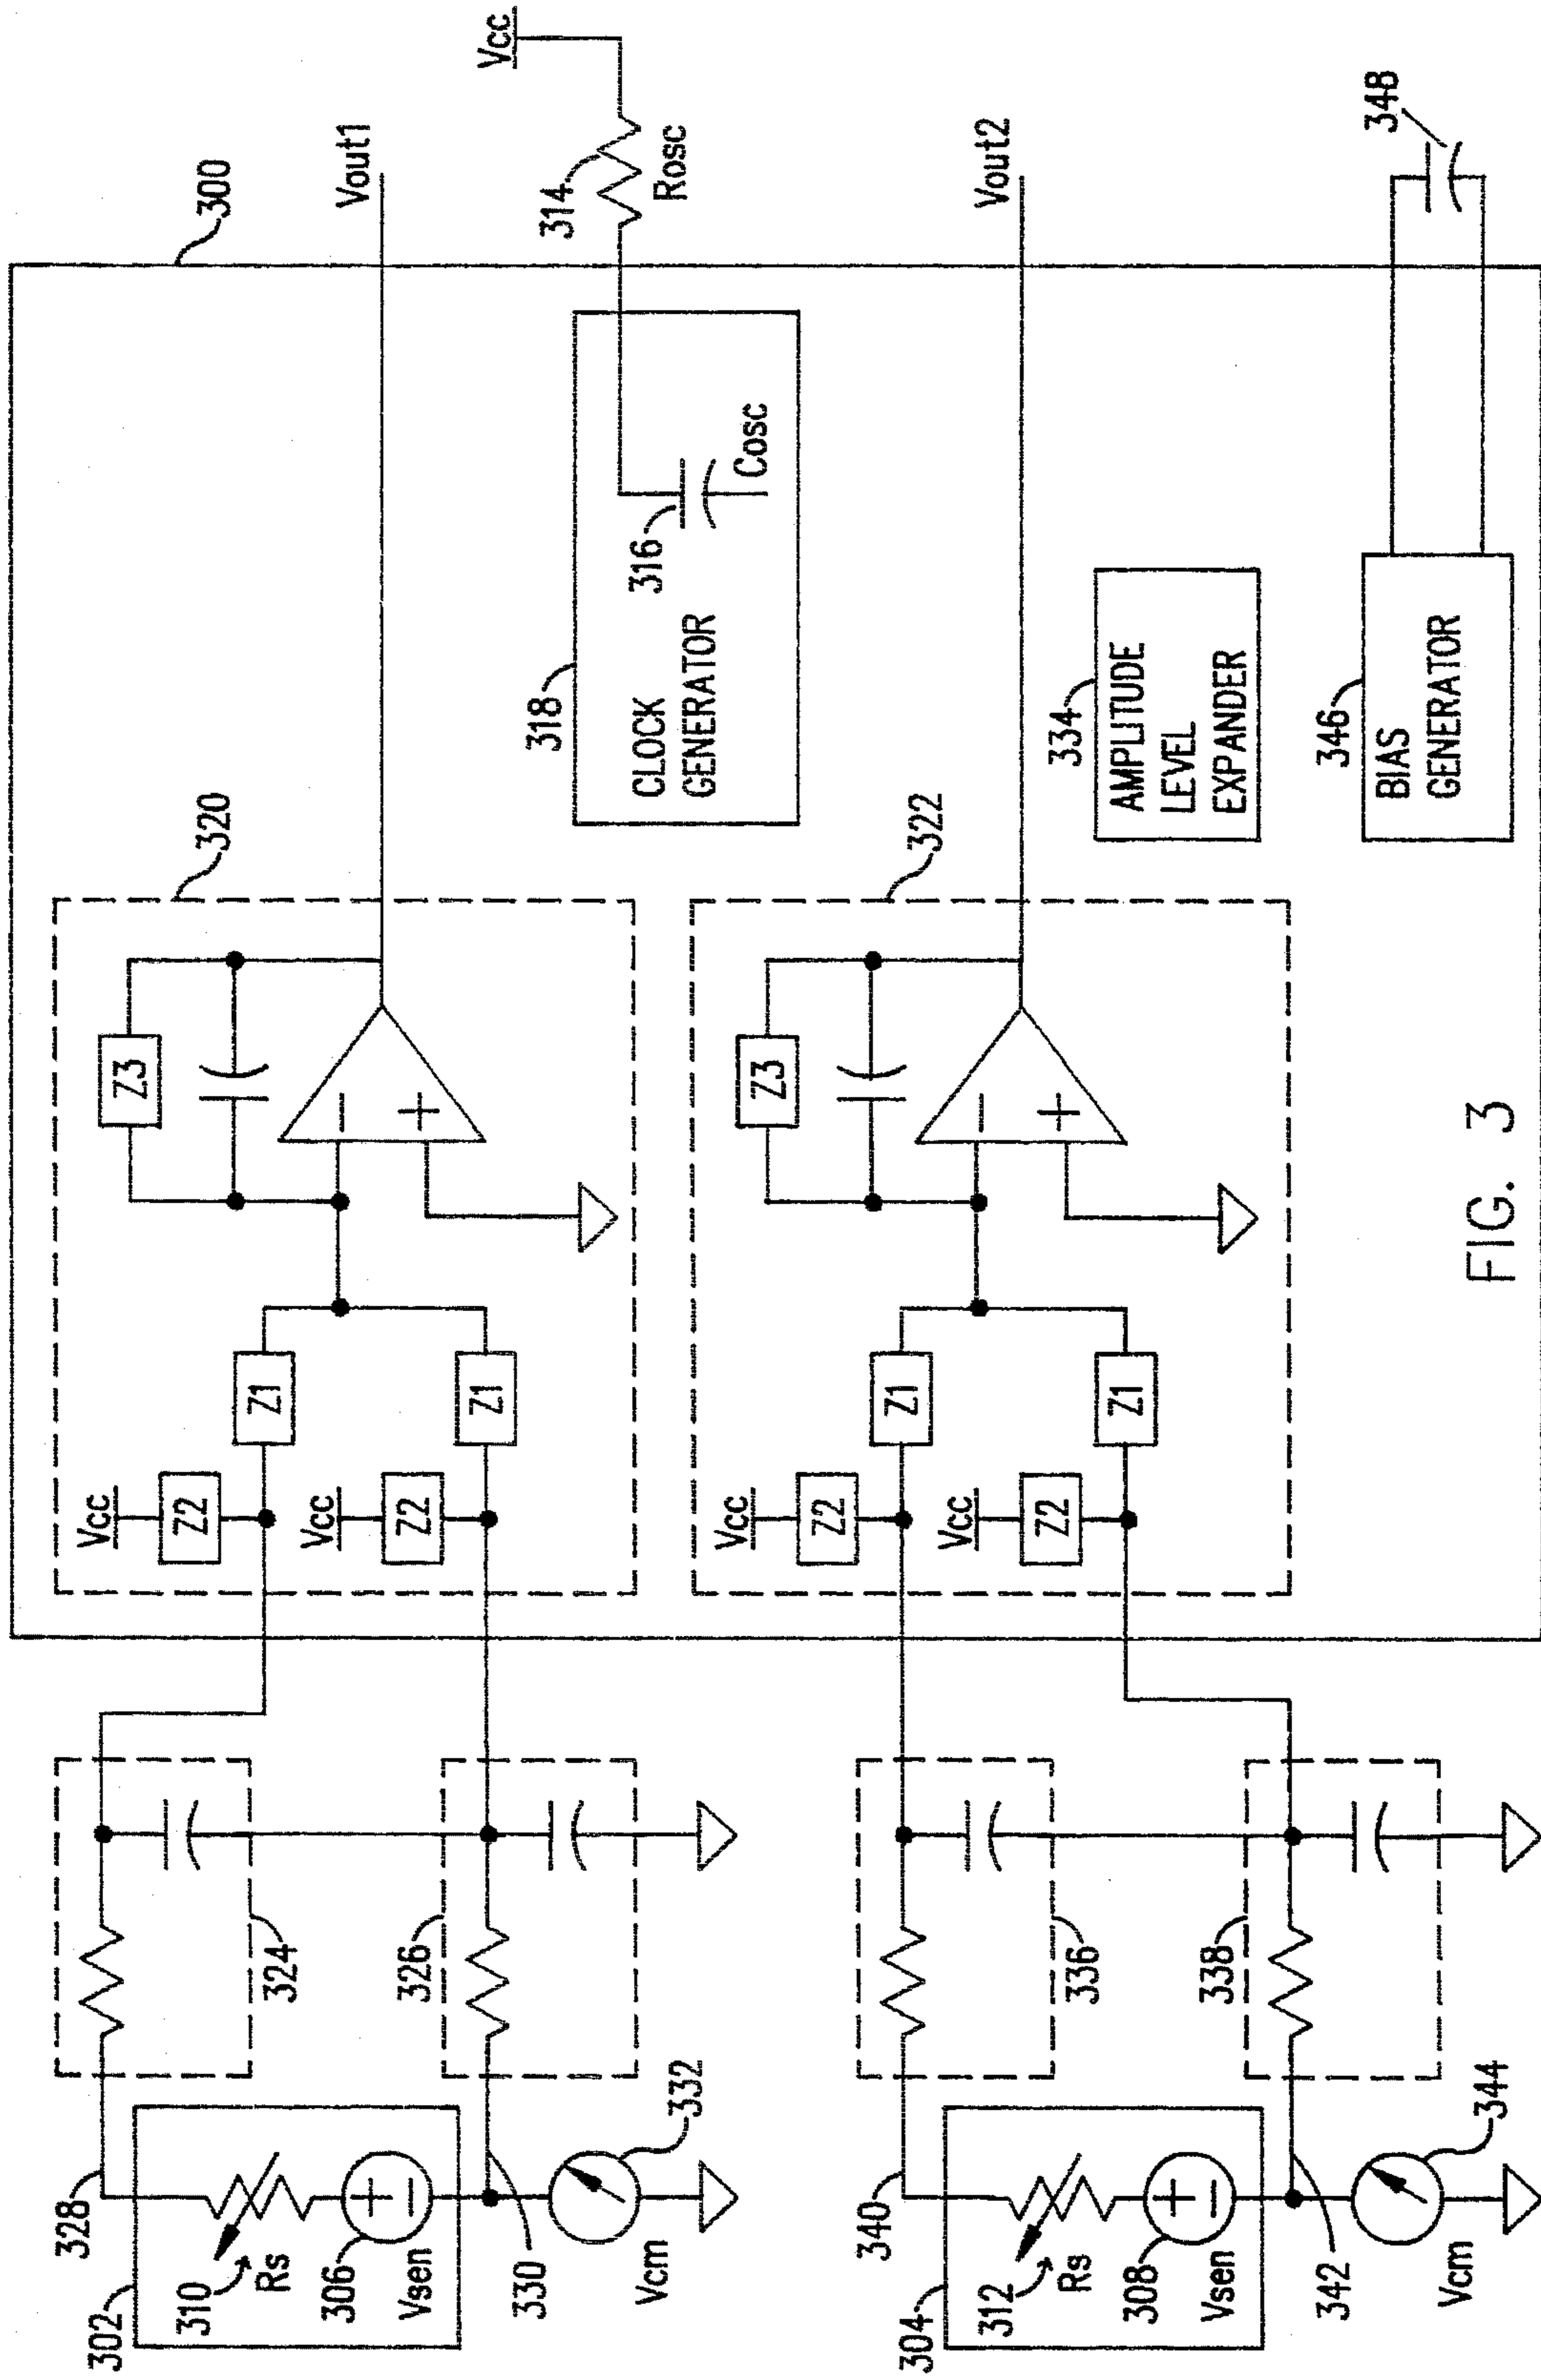 300
Vout1
Vcc
314
Rosc
318
CLOCK
GENERATOR
316
Cosc
320
Vcc
Z2
Z1
Z3
Vcc
Z2
Z1
−
+
328
324
326
302
310
Rs
306
Vsen
330
332
Vcm
Vout2
322
Vcc
Z2
Z1
Z3
Vcc
Z2
Z1
−
+
334
AMPLITUDE
LEVEL
EXPANDER
346
BIAS
GENERATOR
348
340
336
338
304
312
Rs
308
Vsen
342
344
Vcm
+
−
+
−
FIG. 3